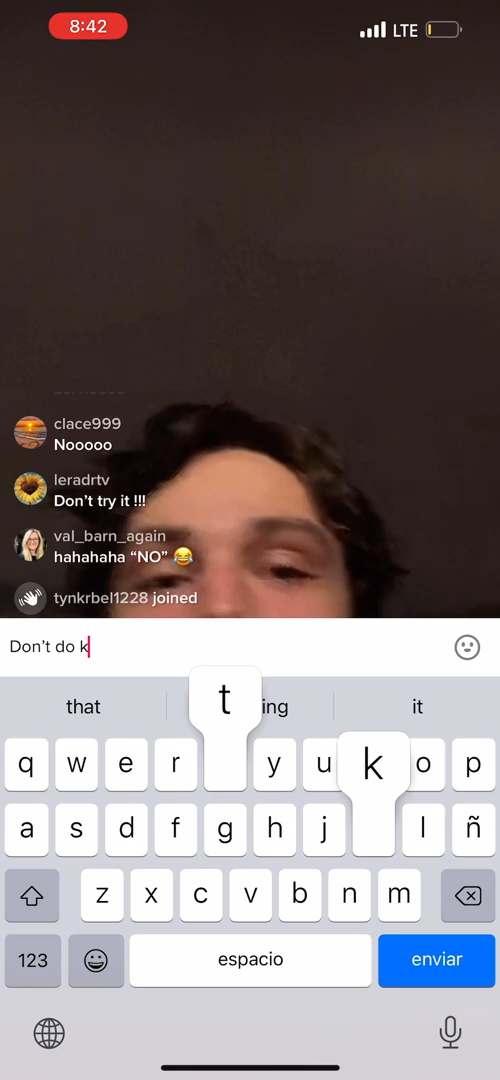 8:42
LTE
clace999
Nooooo
leradrtv
Don't try it !!!
val_barn_again
hahahaha “NO” 😂
tynkrbel1228 joined
Don't do k
that
ing
it
t
k
q w e r y u o p
a s d f g h j l ñ
z x c v b n m
123
espacio
enviar